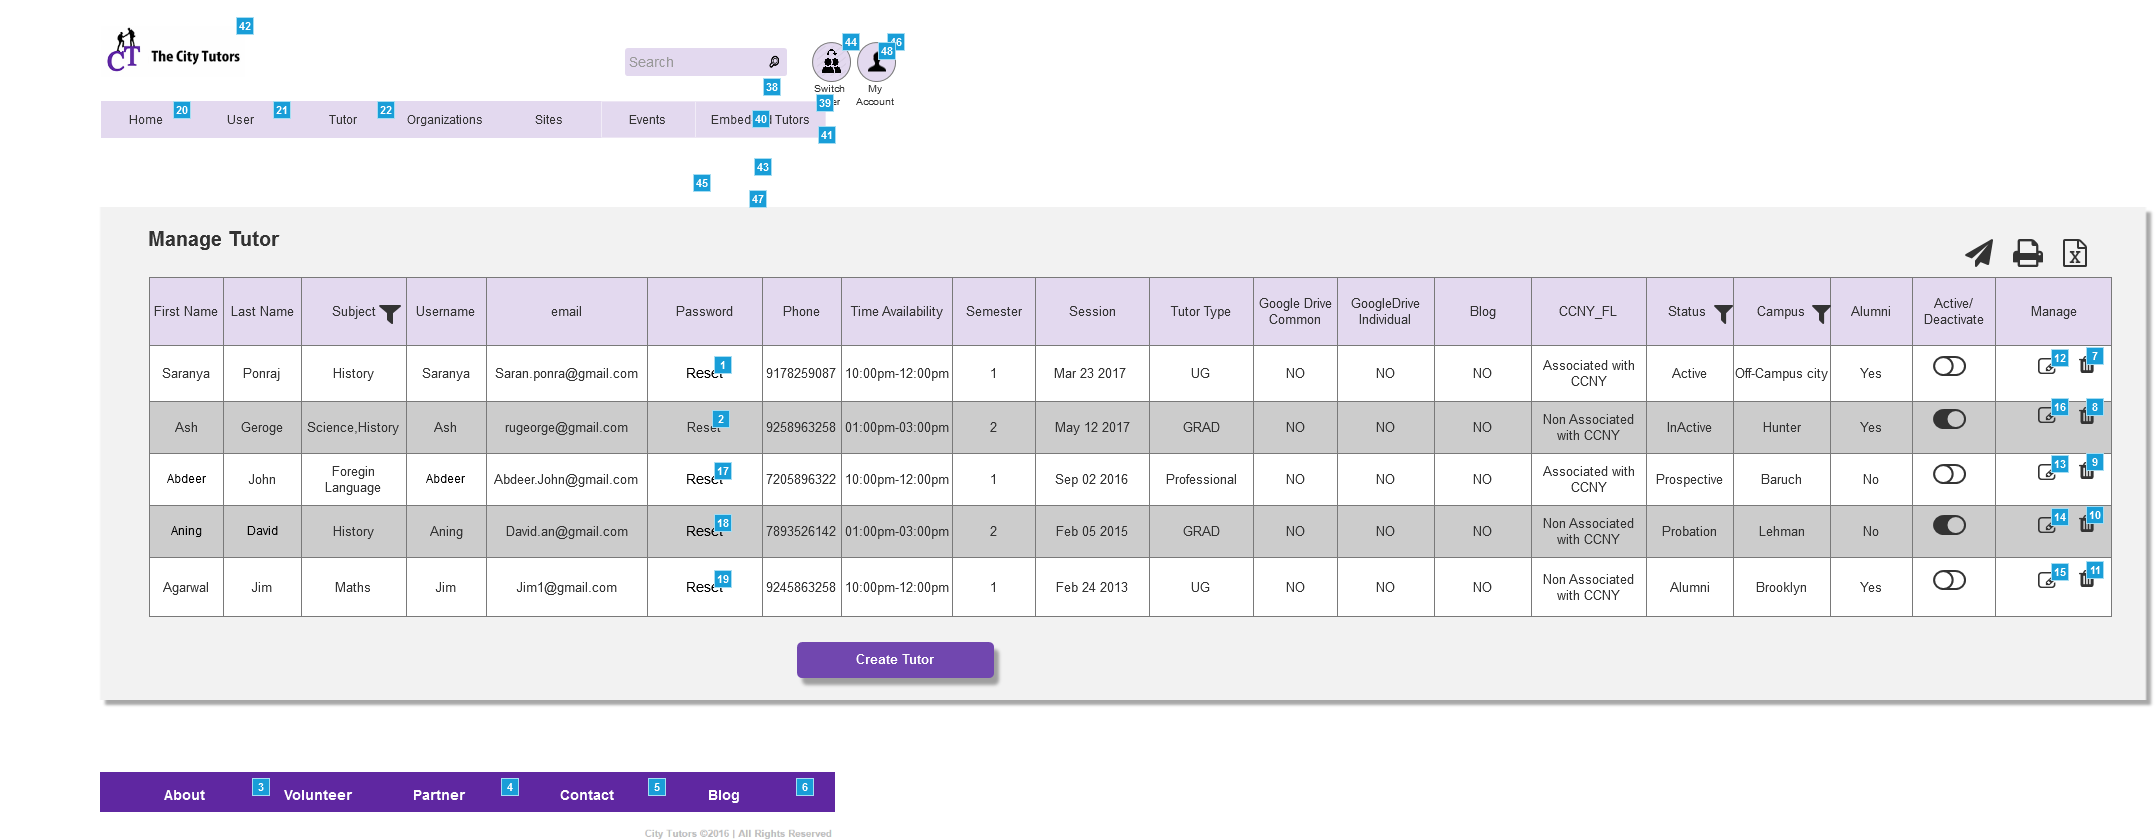 42
CT The City Tutors
Search
44
46
48
38
Switch
My
Account
39
Home 20 User 21 Tutor 22 Organizations Sites Events 40 Tutors
41
43
45
47
Manage Tutor
First Name Last Name Subject Username email Password Phone Time Availability Semester Session Tutor Type Google Drive Common GoogleDrive Individual Blog CCNY_FL Status Campus Alumni Active/ Deactivate Manage
Saranya Ponraj History Saranya Saran.ponra@gmail.com Reset 1 9178259087 10:00pm-12:00pm 1 Mar 23 2017 UG NO NO NO Associated with CCNY Active Off-Campus city Yes 12 7
Ash Geroge Science,History Ash rugeorge@gmail.com Reset 2 9258963258 01:00pm-03:00pm 2 May 12 2017 GRAD NO NO NO Non Associated with CCNY InActive Hunter Yes 16 8
Abdeer John Foregin Language Abdeer Abdeer.John@gmail.com Reset 17 7205896322 10:00pm-12:00pm 1 Sep 02 2016 Professional NO NO NO Associated with CCNY Prospective Baruch No 13 9
Aning David History Aning David.an@gmail.com Reset 18 7893526142 01:00pm-03:00pm 2 Feb 05 2015 GRAD NO NO NO Non Associated with CCNY Probation Lehman No 14 10
Agarwal Jim Maths Jim Jim1@gmail.com Reset 19 9245863258 10:00pm-12:00pm 1 Feb 24 2013 UG NO NO NO Non Associated with CCNY Alumni Brooklyn Yes 15 11
Create Tutor
About 3 Volunteer Partner 4 Contact 5 Blog 6
City Tutors ©2016 | All Rights Reserved